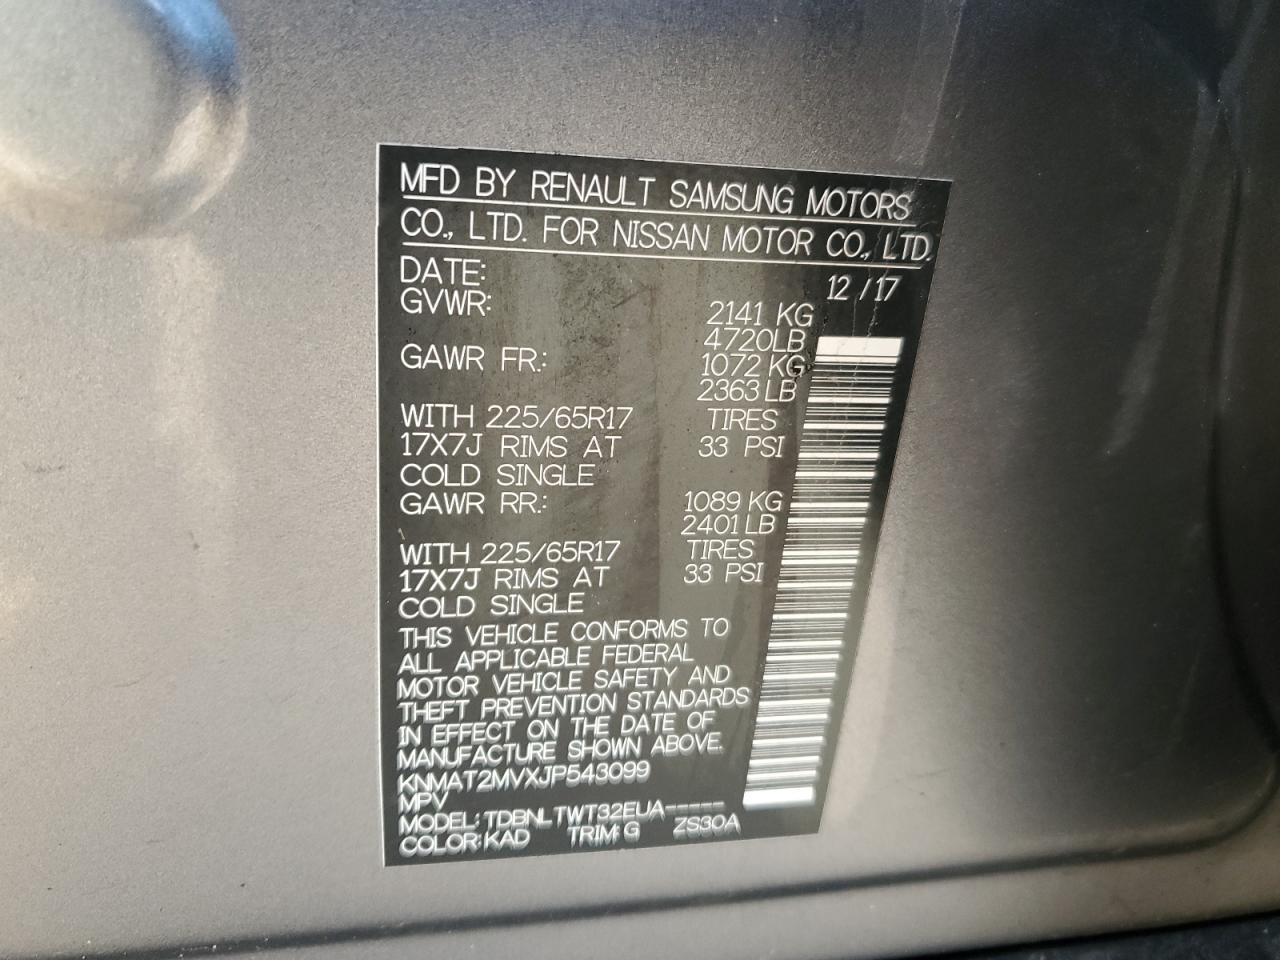 MFD BY RENAULT SAMSUNG MOTORS
CO., LTD. FOR NISSAN MOTOR CO., LTD.
DATE: 12 /17
GVWR: 2141 KG
4720LB
GAWR FR.: 1072 KG
2363 LB
WITH 225/65R17 TIRES
17X7J RIMS AT 33 PSI
COLD SINGLE
GAWR RR.: 1089 KG
2401 LB
WITH 225/65R17 TIRES
17X7J RIMS AT 33 PSI
COLD SINGLE
THIS VEHICLE CONFORMS TO
ALL APPLICABLE FEDERAL
MOTOR VEHICLE SAFETY AND
THEFT PREVENTION STANDARDS
IN EFFECT ON THE DATE OF
MANUFACTURE SHOWN ABOVE.
KNMAT2MVXJP543099
MPV
MODEL: TDBNLTWT32EUA-----
COLOR: KAD TRIM: G ZS30A